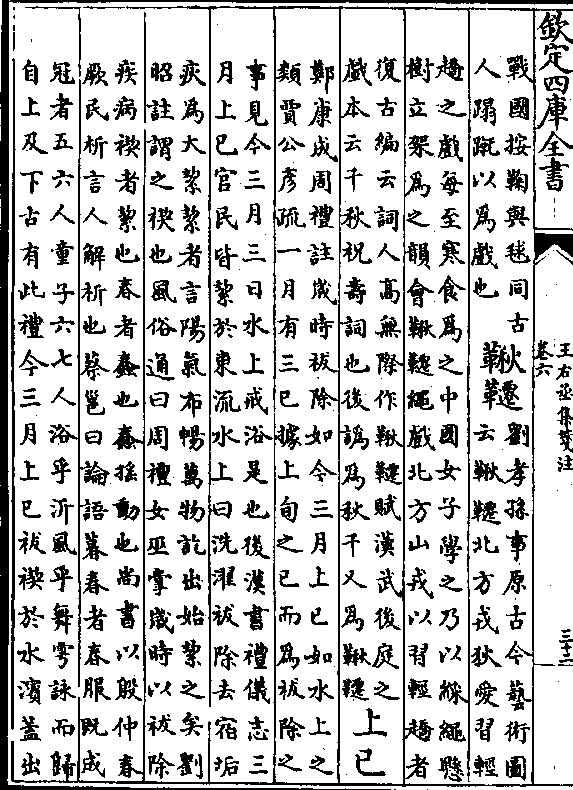 欽定四庫全書
王右丞集箋注
卷六
三十二
戰國按鞠與毬同古
人蹋蹴以為戲也
鞦韆
劉孝孫事原古今藝術圖
云鞦韆北方戎狄愛習輕
趫之戲每至寒食為之中國女子學之乃以綵繩懸
樹立架為之韻會鞦韆繩戲北方山戎以習輕趫者
復古編云詞人髙無際作鞦韆賦漢武後庭之
戲本云千秋祝壽詞也後譌為秋千又為鞦韆
上巳
鄭康成周禮註歲時祓除如今三月上巳如水上之
類賈公彥疏一月有三巳據上旬之巳而為祓除之
事見今三月三日水上戒浴是也後漢書禮儀志三
月上巳官民皆絜於東流水上曰洗濯祓除去宿垢
疢為大絜絜者言陽氣布暢萬物訖出始絜之矣劉
昭註謂之禊也風俗通曰周禮女巫掌歲時以祓除
疾病禊者絜也春者蠢也蠢搖動也尚書以殷仲春
厥民析言人解析也蔡邕曰論語暮春者春服既成
冠者五六人童子六七人浴乎沂風乎舞雩詠而歸
自上及下古有此禮今三月上巳祓禊於水濱蓋出